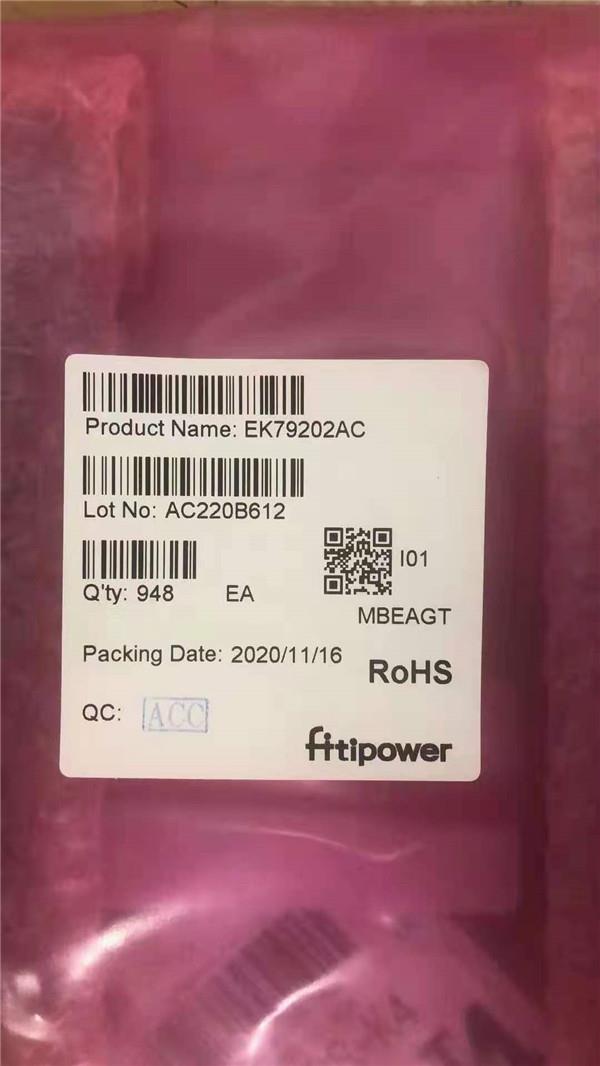 Product Name: EK79202AC
Lot No: AC220B612
Q'ty: 948 EA
I01
MBEAGT
Packing Date: 2020/11/16
RoHS
QC: ACC
fitipower